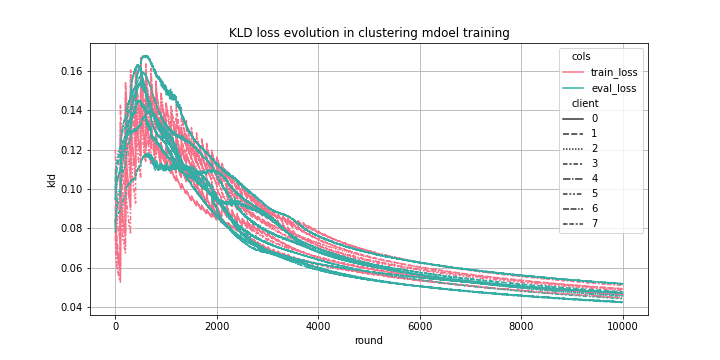 KLD loss evolution in clustering mdoel training
cols
train_loss
eval_loss
client
0
1
2
3
4
5
6
7
kld
0.16
0.14
0.12
0.10
0.08
0.06
0.04
0 2000 4000 6000 8000 10000
round